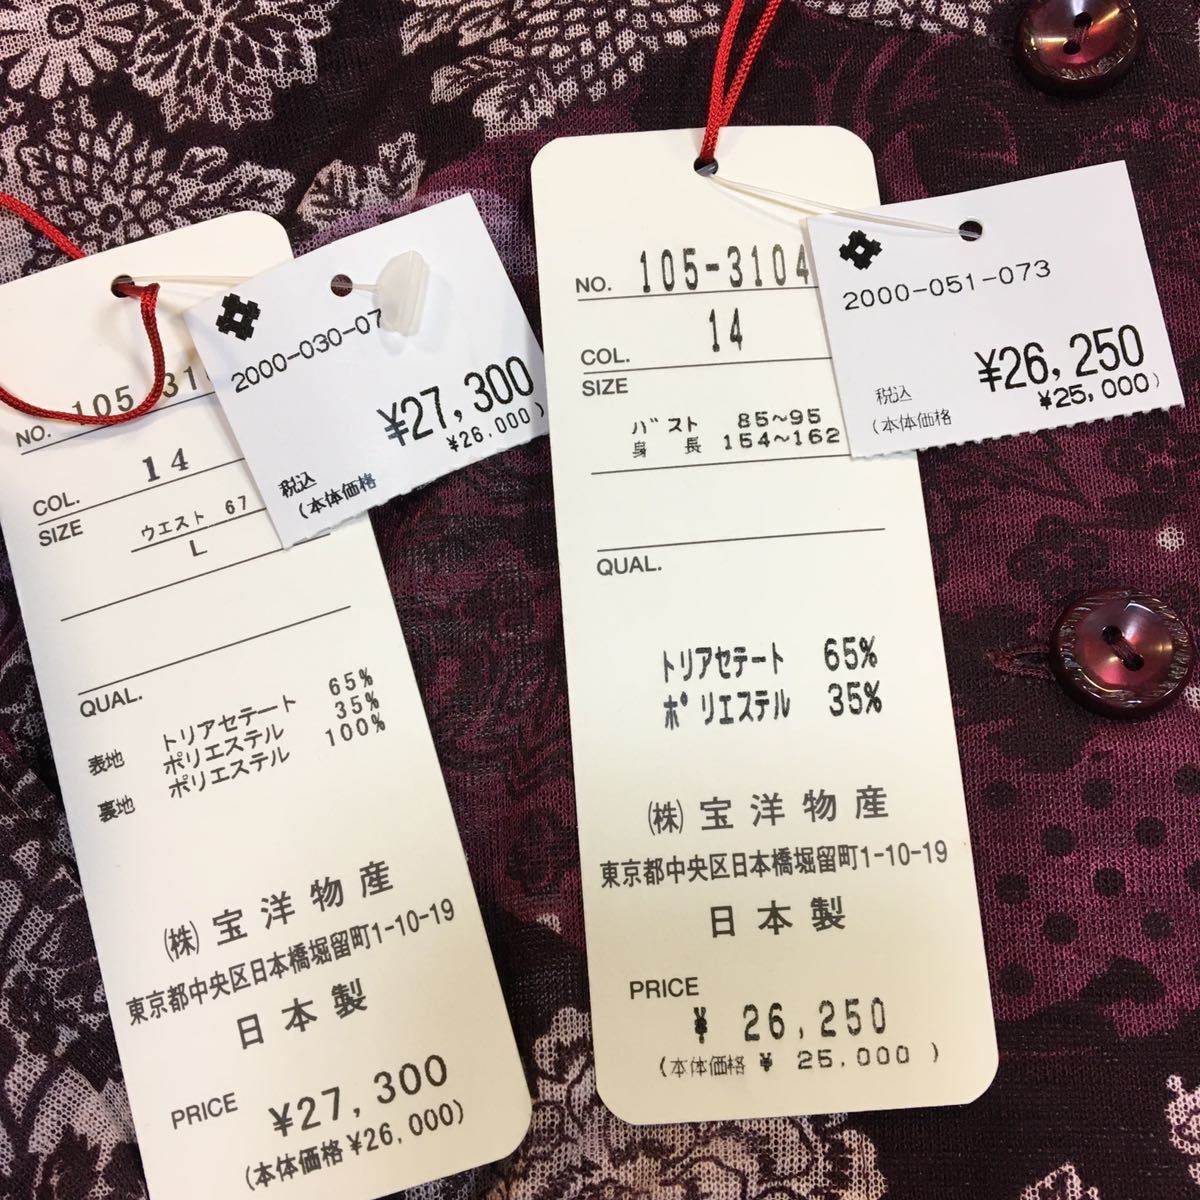 NO. 105-31
COL. 14
SIZE ウエスト 67
L
QUAL.
表地 トリアセテート 65%
ポリエステル 35%
裏地 ポリエステル 100%
(株) 宝洋物産
東京都中央区日本橋堀留町1-10-19
日本製
PRICE ¥27,300
(本体価格¥26,000)
2000-030-07
¥27,300
税込 ¥26,000)
(本体価格
NO. 105-3104
COL. 14
SIZE
バスト 85~95
身長 154~162
QUAL.
トリアセテート 65%
ポリエステル 35%
(株) 宝洋物産
東京都中央区日本橋堀留町1-10-19
日本製
PRICE
¥ 26,250
(本体価格 ¥ 25,000 )
2000-051-073
¥26,250
税込 ¥25,000)
(本体価格